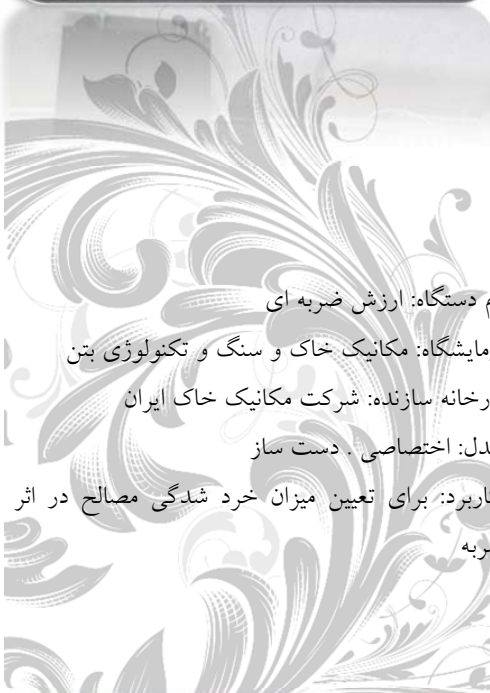 م دستگاه: ارزش ضربه ای
مایشگاه: مکانیک خاک و سنگ و تکنولوژی بتن
رخانه سازنده: شرکت مکانیک خاک ایران
دل: اختصاصی . دست ساز
اربرد: برای تعیین میزان خرد شدگی مصالح در اثر
ربه